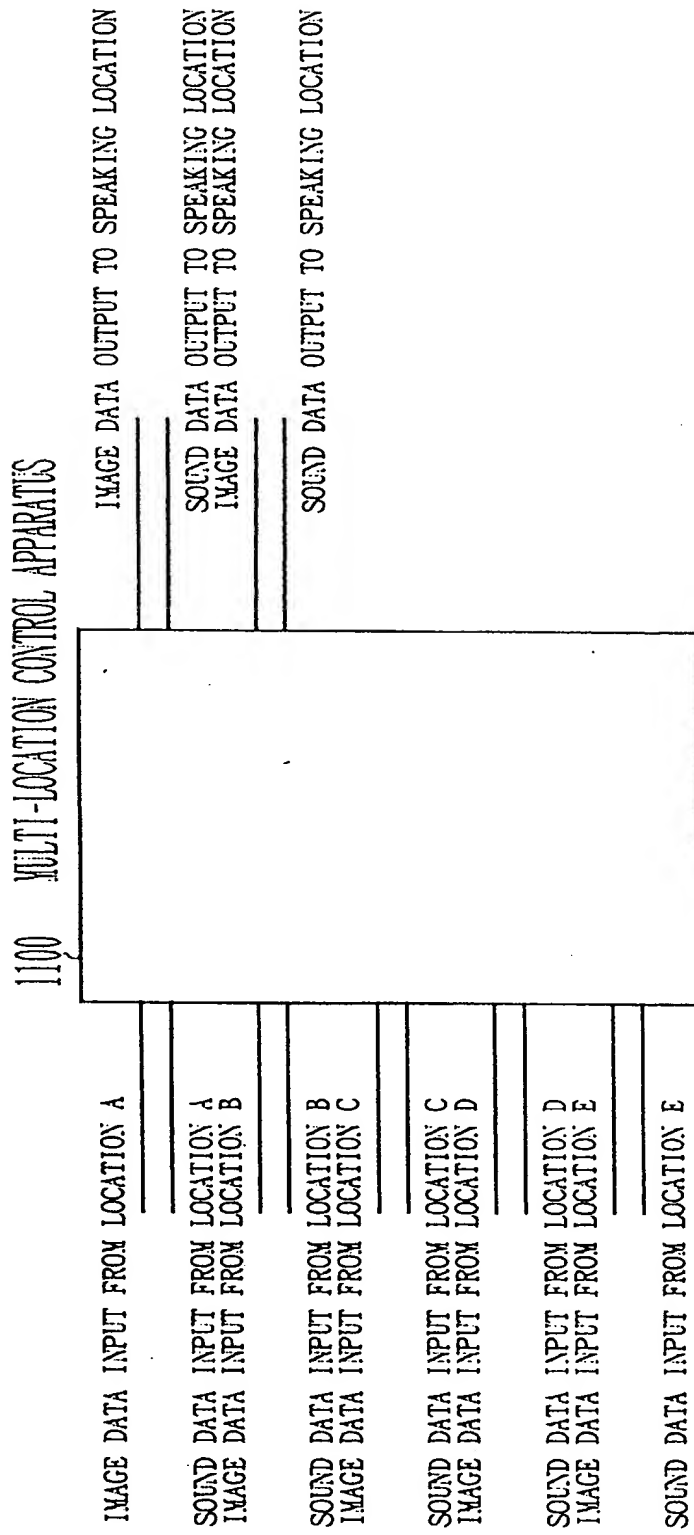 1100 MULTI-LOCATION CONTROL APPARATUS
IMAGE DATA INPUT FROM LOCATION A
SOUND DATA INPUT FROM LOCATION A
IMAGE DATA INPUT FROM LOCATION B
SOUND DATA INPUT FROM LOCATION B
IMAGE DATA INPUT FROM LOCATION C
SOUND DATA INPUT FROM LOCATION C
IMAGE DATA INPUT FROM LOCATION D
SOUND DATA INPUT FROM LOCATION D
IMAGE DATA INPUT FROM LOCATION E
SOUND DATA INPUT FROM LOCATION E
IMAGE DATA OUTPUT TO SPEAKING LOCATION
SOUND DATA OUTPUT TO SPEAKING LOCATION
IMAGE DATA OUTPUT TO SPEAKING LOCATION
SOUND DATA OUTPUT TO SPEAKING LOCATION